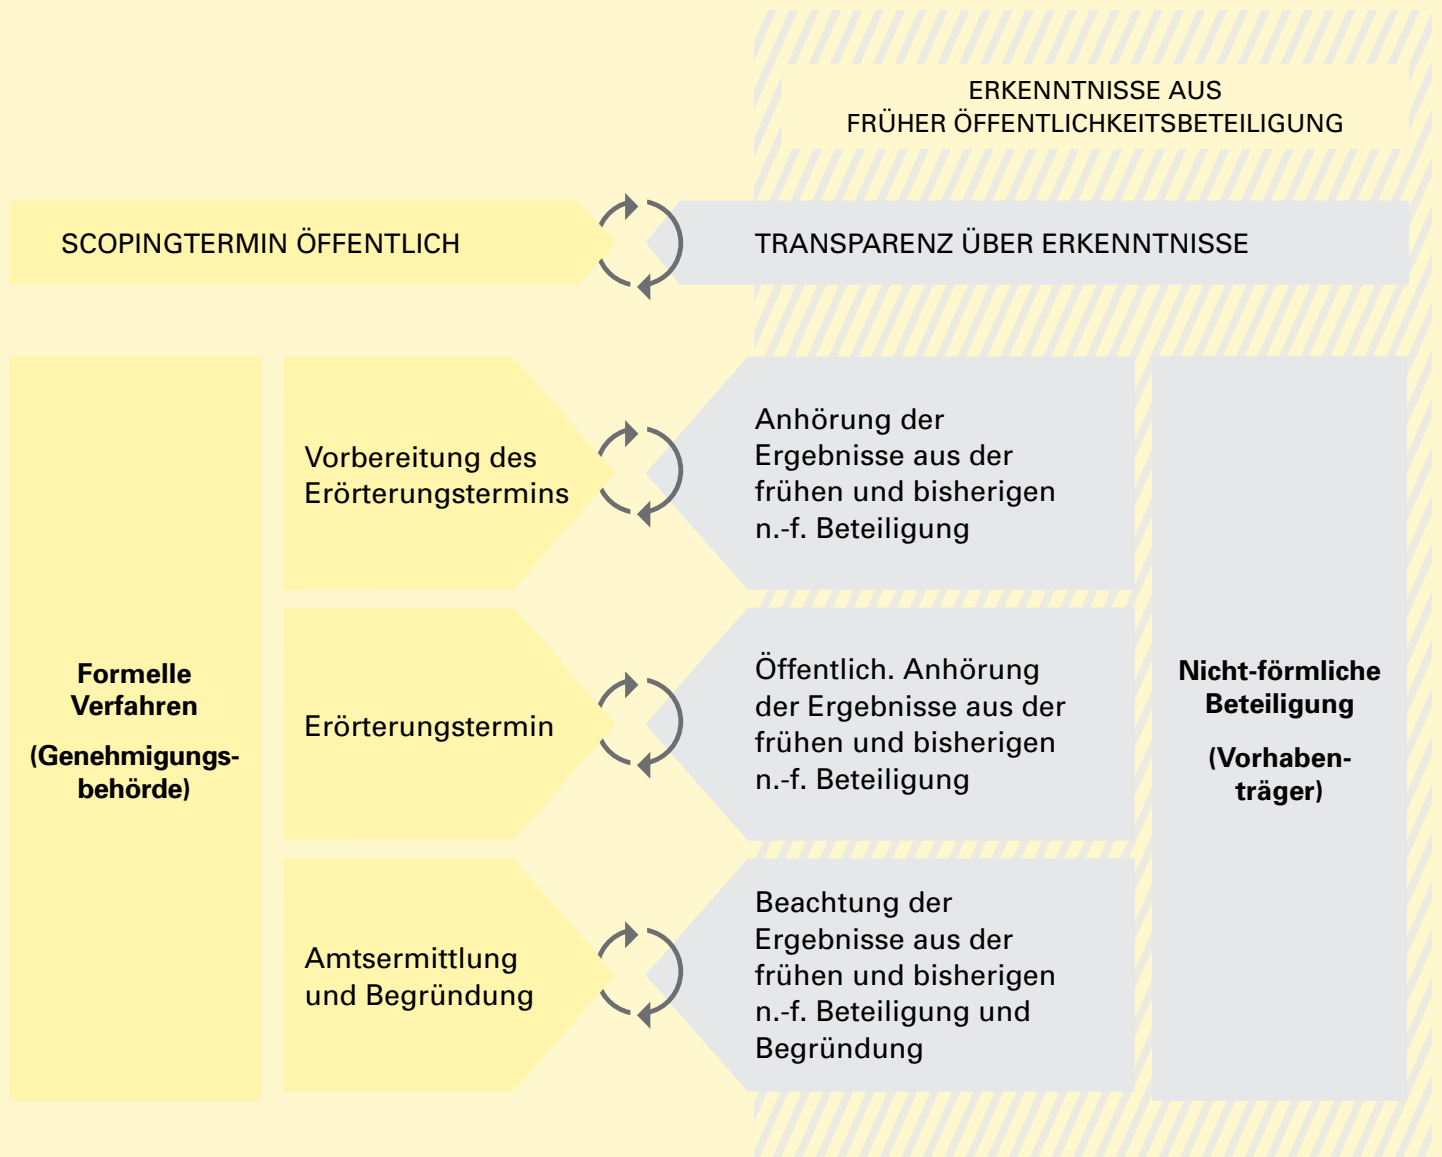 ERKENNTNISSE AUS
FRÜHER ÖFFENTLICHKEITSBETEILIGUNG
SCOPINGTERMIN ÖFFENTLICH
TRANSPARENZ ÜBER ERKENNTNISSE
Formelle
Verfahren
(Genehmigungs-
behörde)
Vorbereitung des
Erörterungstermins
Anhörung der
Ergebnisse aus der
frühen und bisherigen
n.-f. Beteiligung
Erörterungstermin
Öffentlich. Anhörung
der Ergebnisse aus der
frühen und bisherigen
n.-f. Beteiligung
Amtsermittlung
und Begründung
Beachtung der
Ergebnisse aus der
frühen und bisherigen
n.-f. Beteiligung und
Begründung
Nicht-förmliche
Beteiligung
(Vorhaben-
träger)